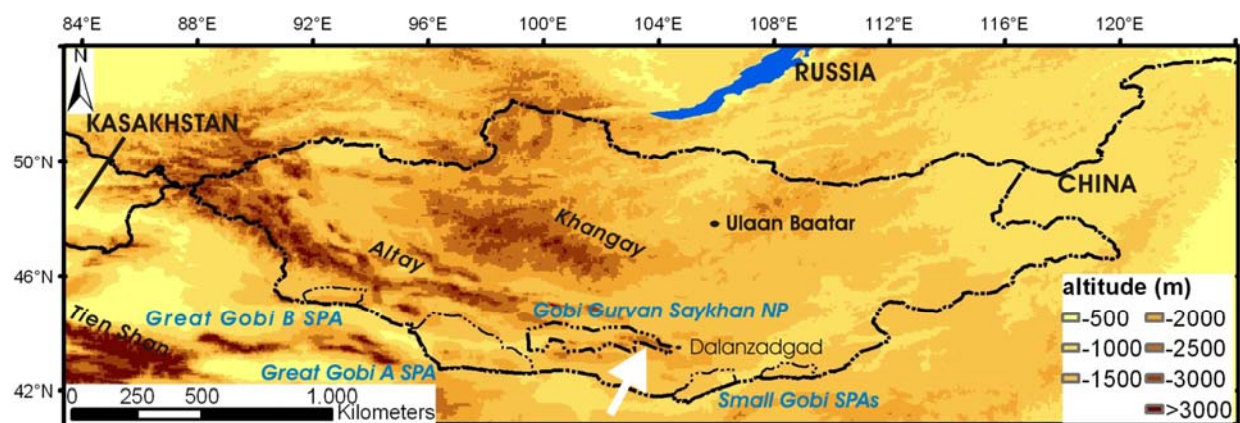 84°E 88°E 92°E 96°E 100°E 104°E 108°E 112°E 116°E 120°E
N
RUSSIA
KASAKHSTAN
50°N
CHINA
Khangay
Ulaan Baatar
Altay
46°N
altitude (m)
Great Gobi B SPA
Gobi Gurvan Saykhan NP
Tien Shan
-500 -2000
Dalanzadgad
-1000 -2500
Great Gobi A SPA
-1500 -3000
42°N
0 250 500 1.000
Small Gobi SPAs
Kilometers
>3000